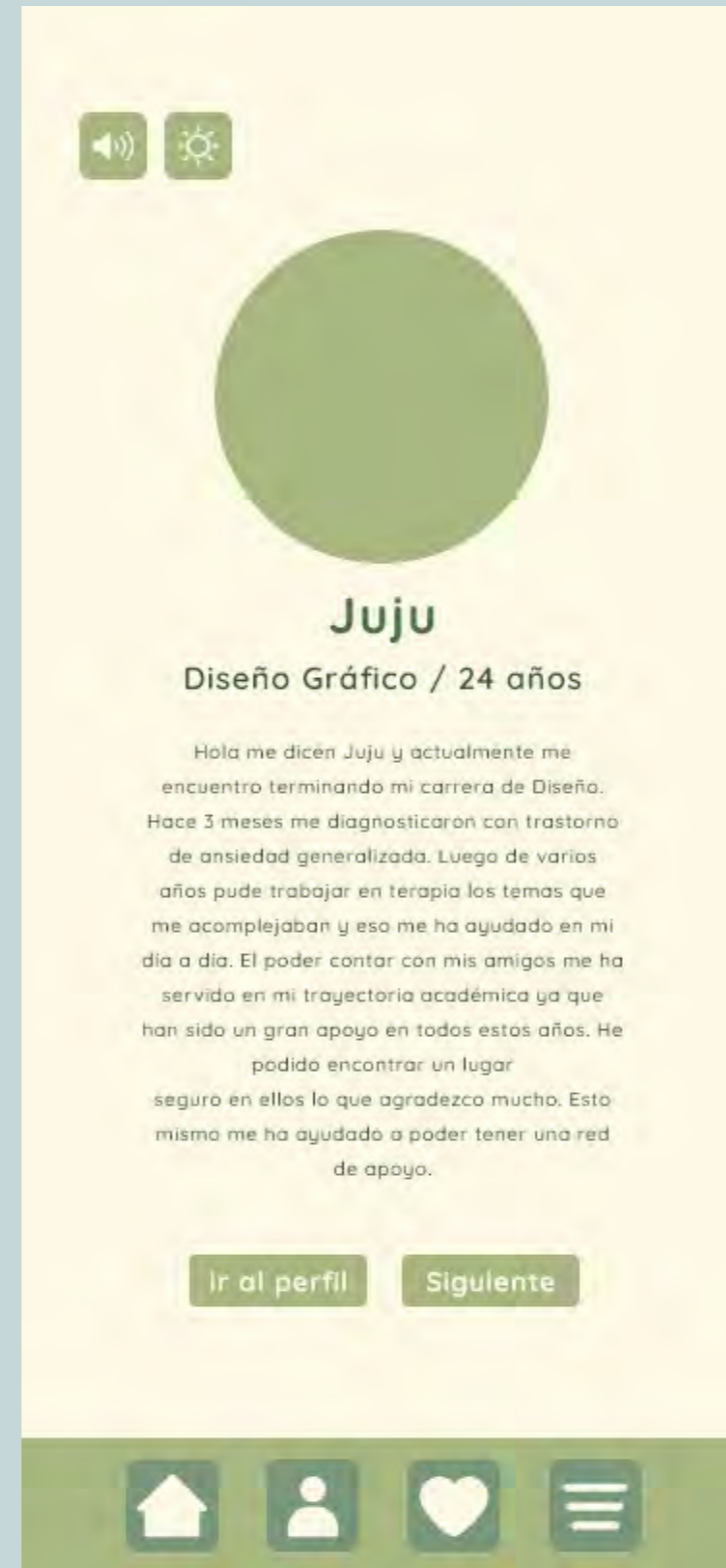 Juju
Diseño Gráfico / 24 años
Hola me dicen Juju y actualmente me
encuentro terminando mi carrera de Diseño.
Hace 3 meses me diagnosticaron con trastorno
de ansiedad generalizada. Luego de varios
años pude trabajar en terapia los temas que
me acomplejaban y eso me ha ayudado en mi
día a día. El poder contar con mis amigos me ha
servido en mi trayectoria académica ya que
han sido un gran apoyo en todos estos años. He
podido encontrar un lugar
seguro en ellos lo que agradezco mucho. Esto
mismo me ha ayudado a poder tener una red
de apoyo.
Ir al perfil
Siguiente